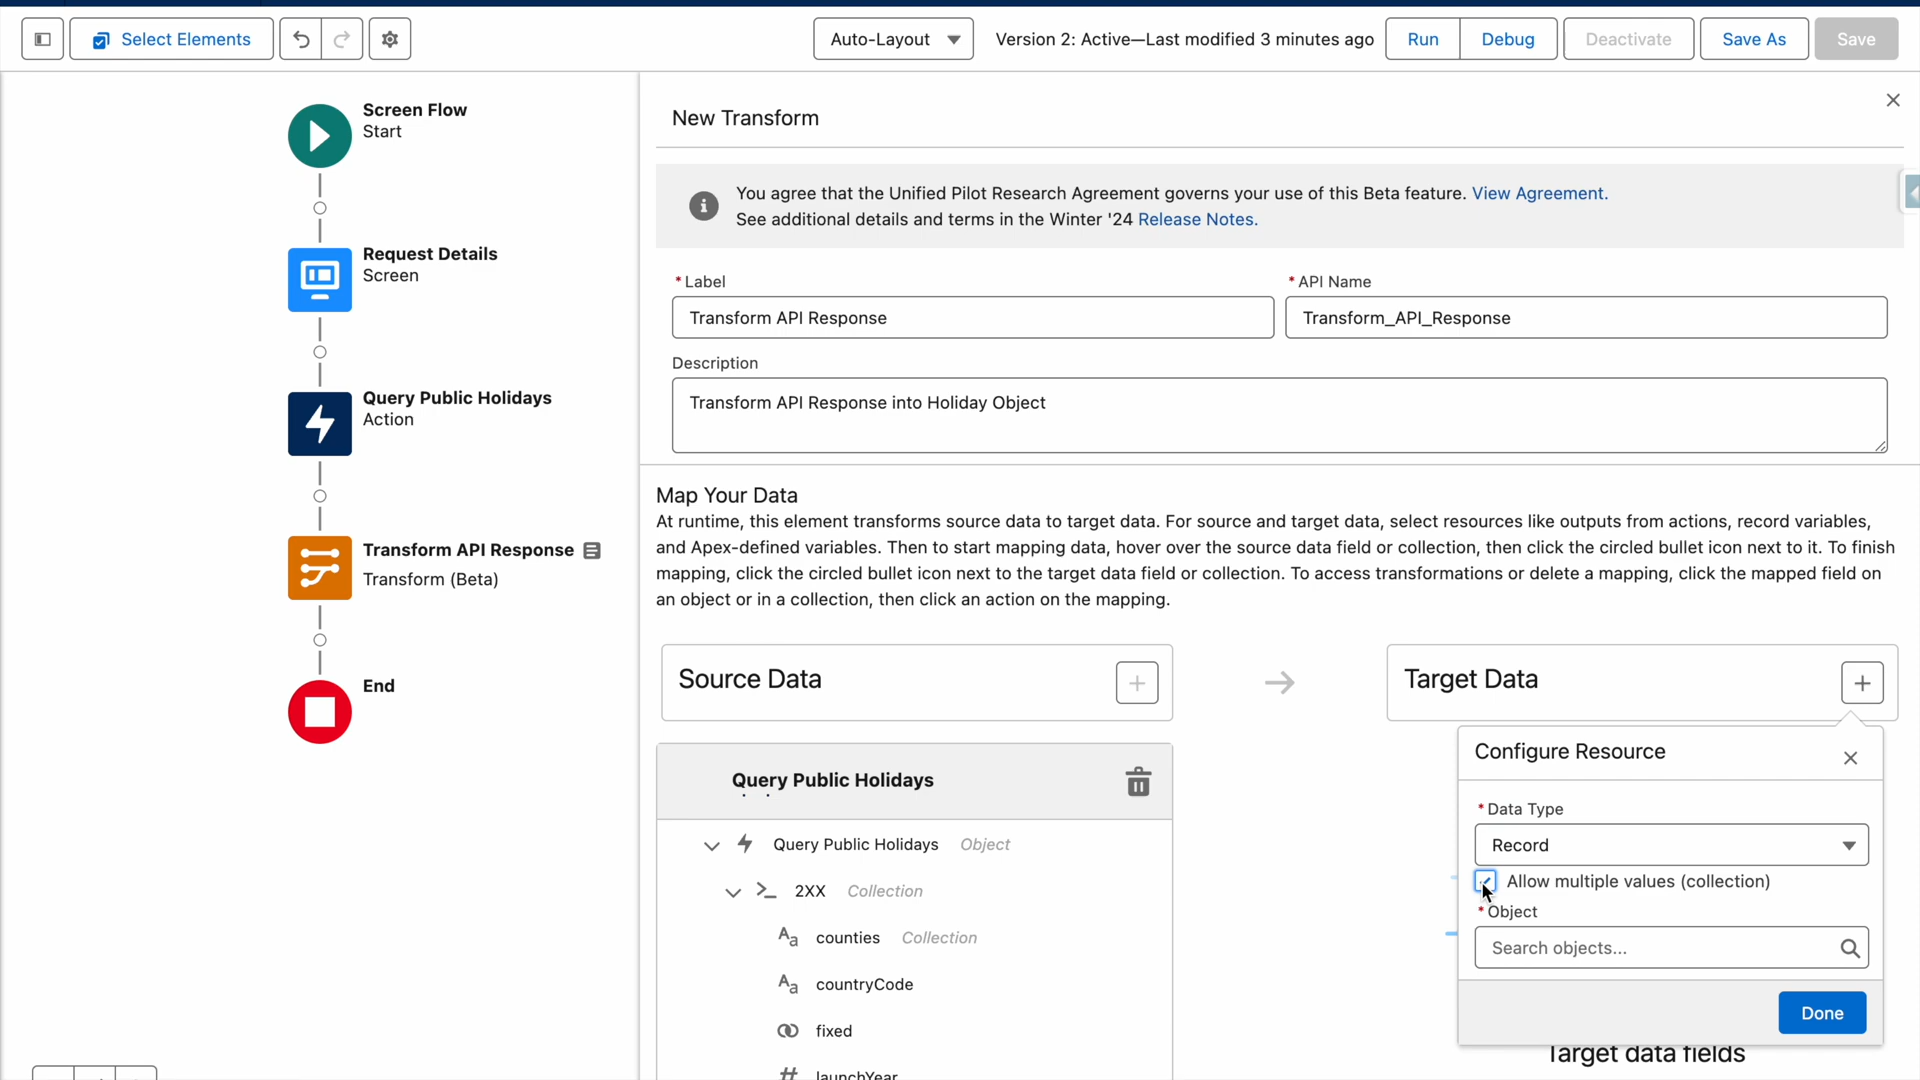 Select Elements
Auto-Layout
Version 2: Active—Last modified 3 minutes ago
Run
Debug
Deactivate
Save As
Save
Screen Flow
Start
Request Details
Screen
Query Public Holidays
Action
Transform API Response
Transform (Beta)
End
New Transform
You agree that the Unified Pilot Research Agreement governs your use of this Beta feature. View Agreement.
See additional details and terms in the Winter '24 Release Notes.
* Label
Transform API Response
* API Name
Transform_API_Response
Description
Transform API Response into Holiday Object
Map Your Data
At runtime, this element transforms source data to target data. For source and target data, select resources like outputs from actions, record variables,
and Apex-defined variables. Then to start mapping data, hover over the source data field or collection, then click the circled bullet icon next to it. To finish
mapping, click the circled bullet icon next to the target data field or collection. To access transformations or delete a mapping, click the mapped field on
an object or in a collection, then click an action on the mapping.
Source Data
Target Data
Query Public Holidays
Query Public Holidays Object
2XX Collection
Aa counties Collection
Aa countryCode
fixed
# launchYear
Configure Resource
* Data Type
Record
Allow multiple values (collection)
* Object
Search objects...
Done
Target data fields